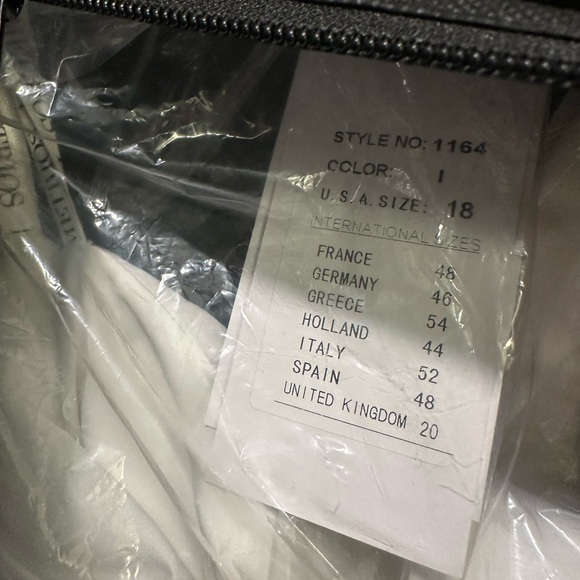 STYLE NO: 1164
COLOR: I
U.S.A. SIZE: 18
INTERNATIONAL SIZES
FRANCE 48
GERMANY 46
GREECE 54
HOLLAND 44
ITALY 52
SPAIN 48
UNITED KINGDOM 20